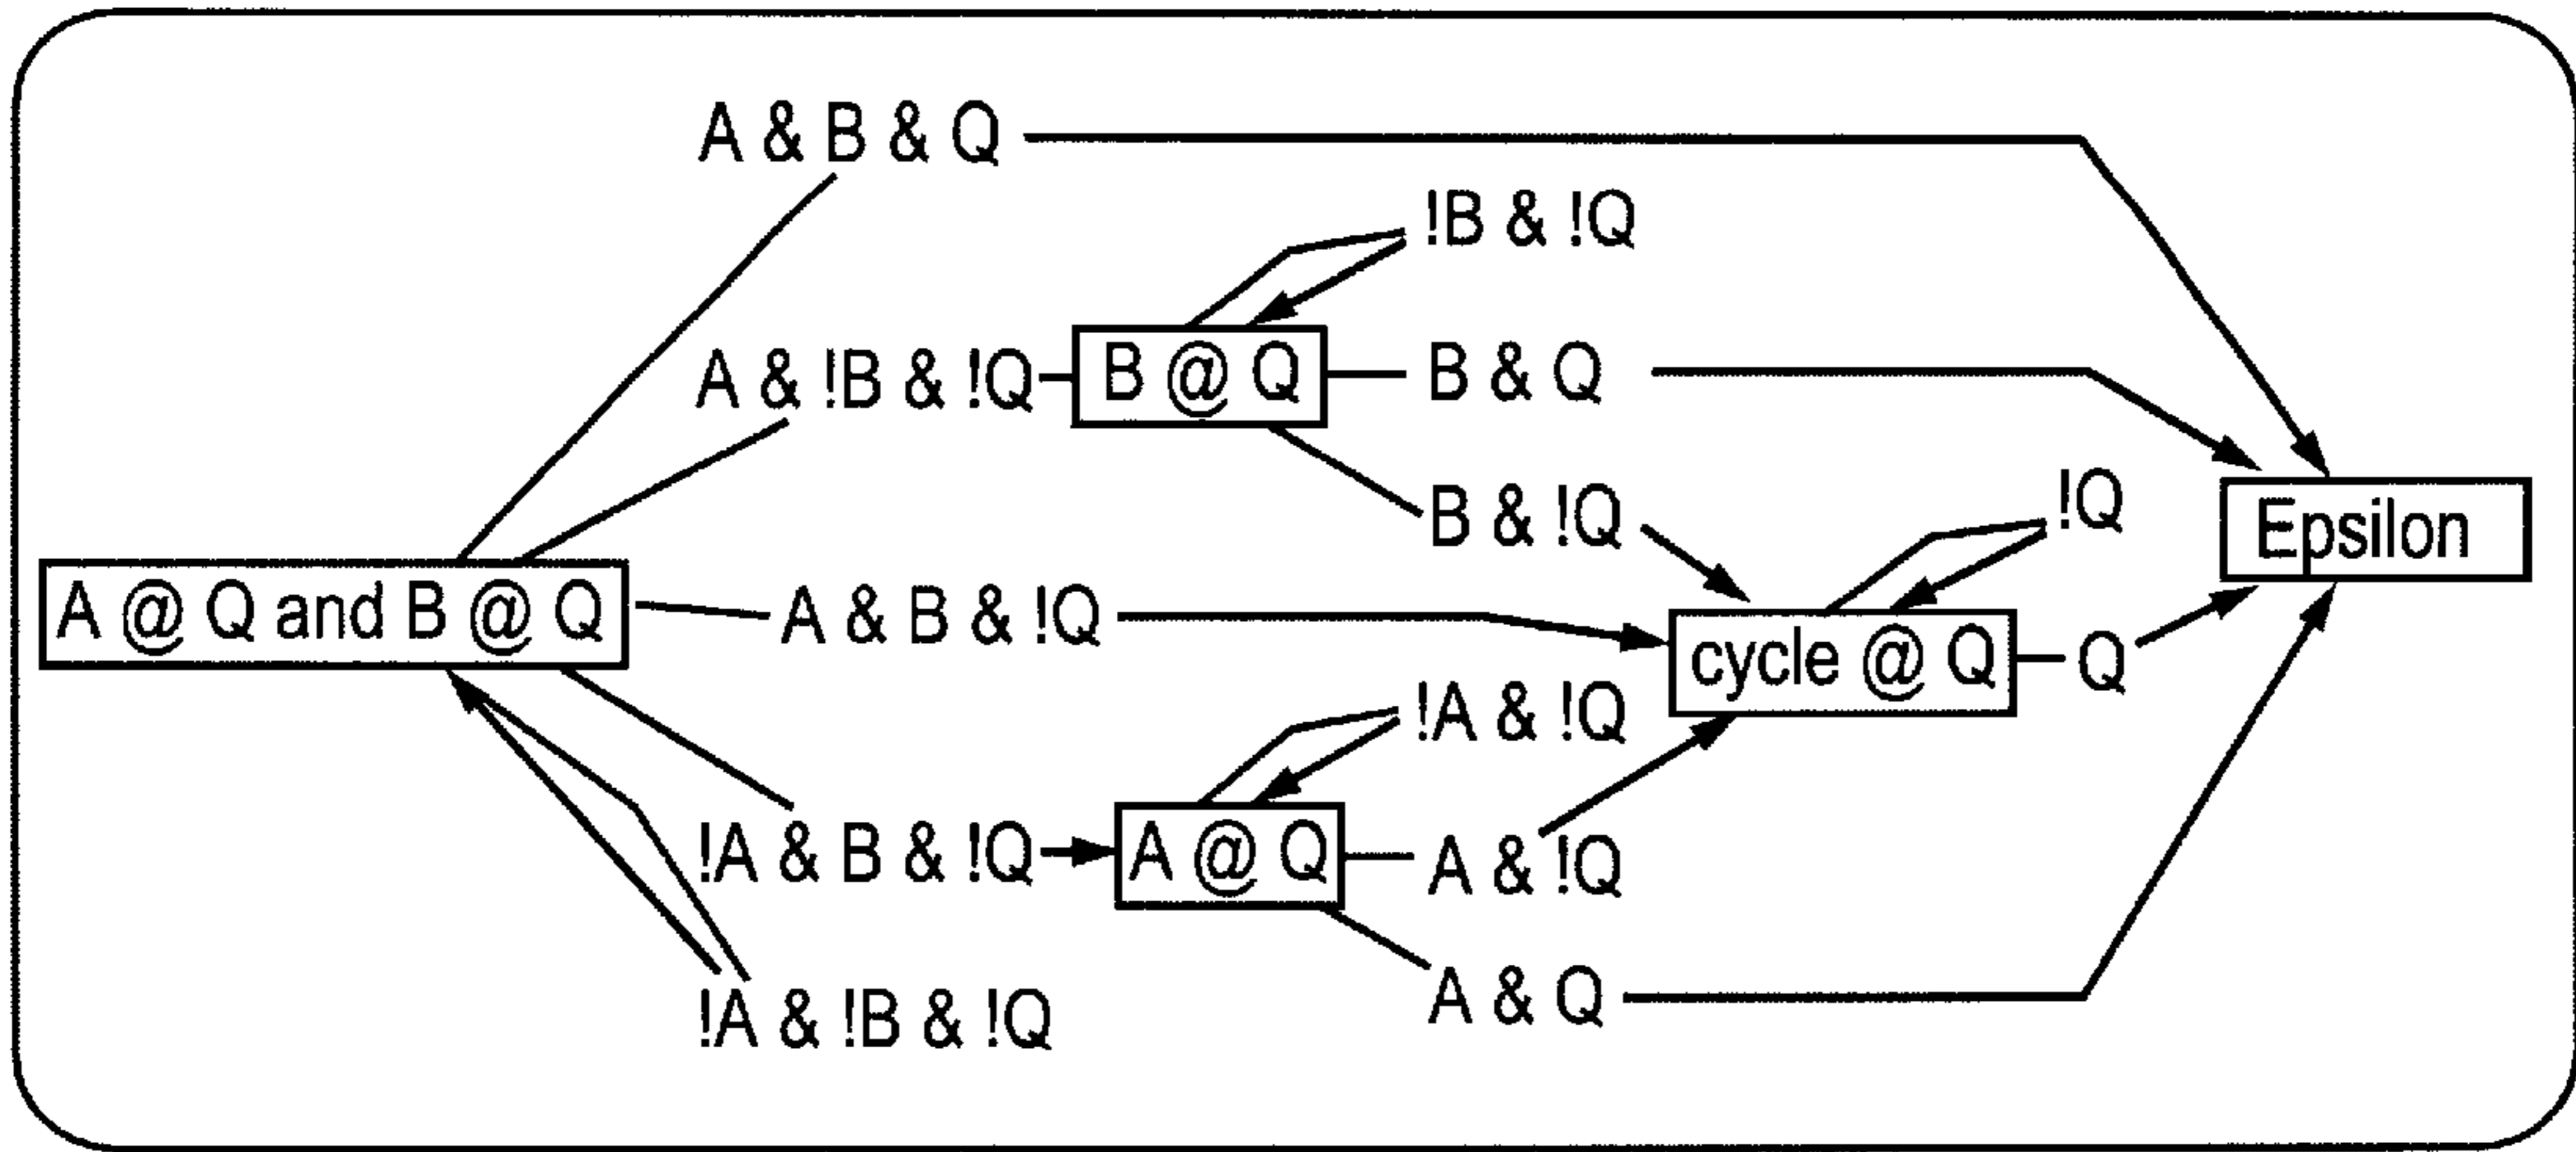 A & B & Q
!B & !Q
A & !B & !Q
B @ Q
B & Q
B & !Q
!Q
Epsilon
A @ Q and B @ Q
A & B & !Q
cycle @ Q
Q
!A & !Q
!A & B & !Q
A @ Q
A & !Q
A & Q
!A & !B & !Q